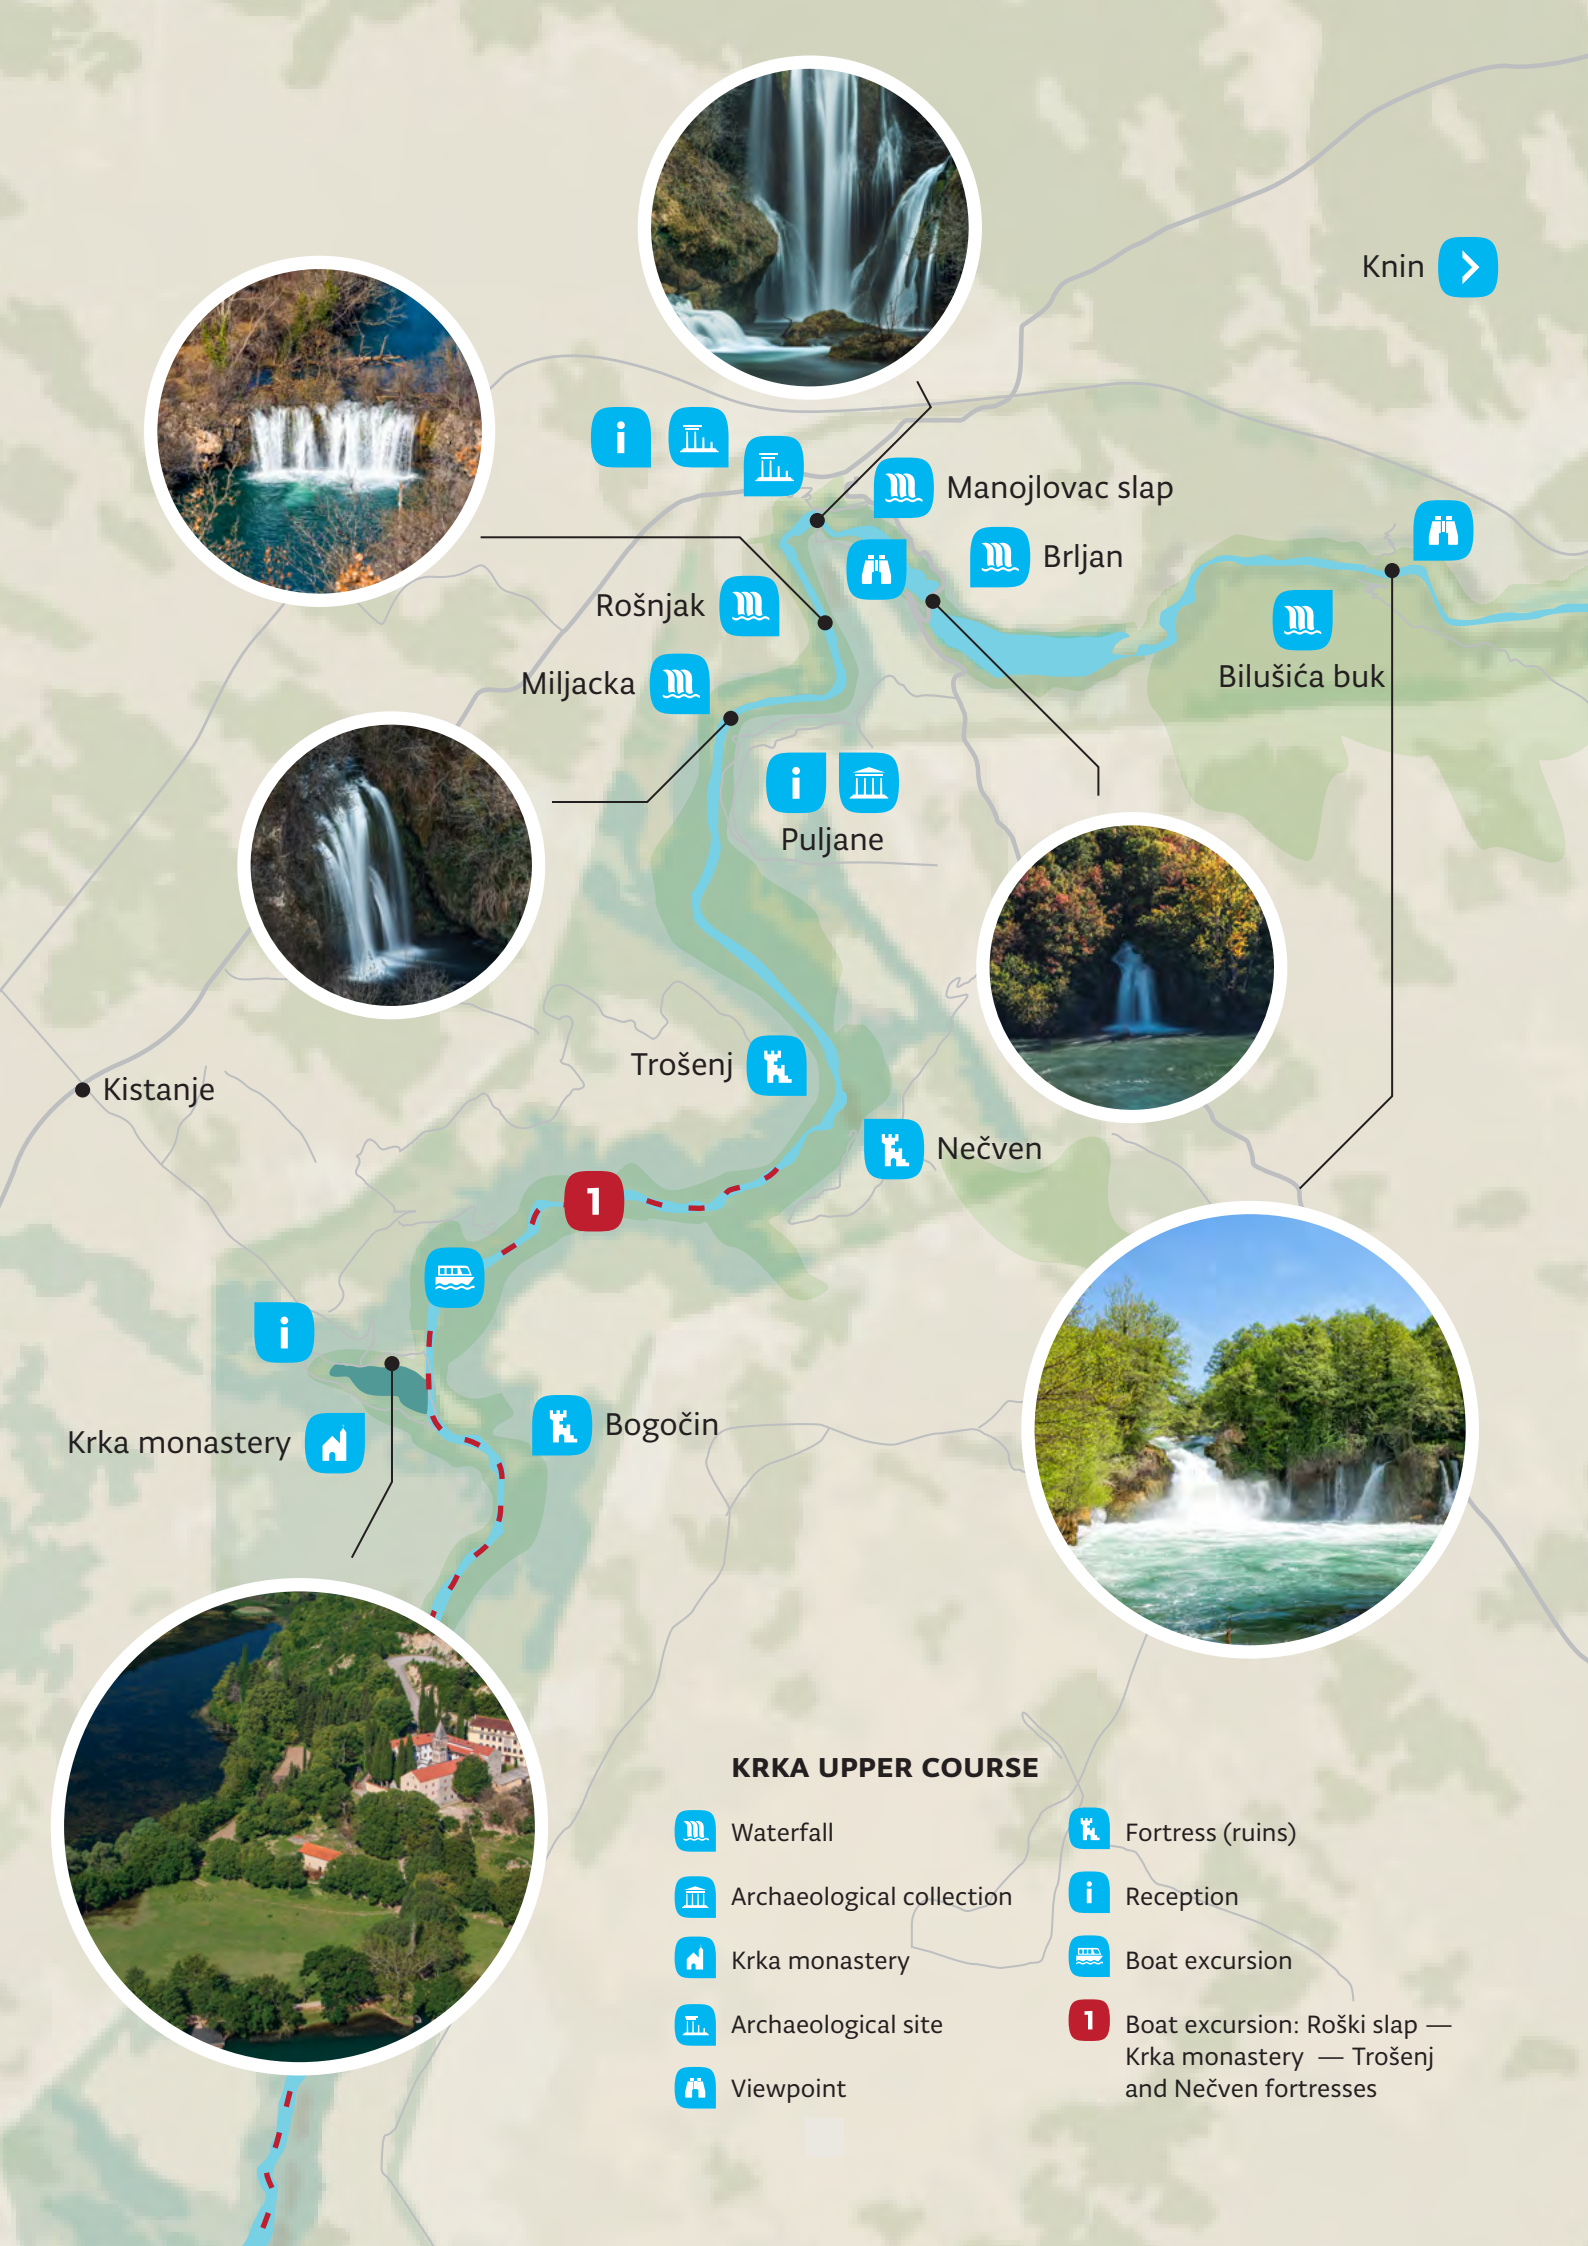 Knin
Manojlovac slap
Brljan
Rošnjak
Bilušića buk
Miljacka
Puljane
Trošenj
Kistanje
Nečven
1
Krka monastery
Bogočin
KRKA UPPER COURSE
Waterfall
Archaeological collection
Krka monastery
Archaeological site
Viewpoint
Fortress (ruins)
Reception
Boat excursion
1
Boat excursion: Roški slap —
Krka monastery — Trošenj
and Nečven fortresses